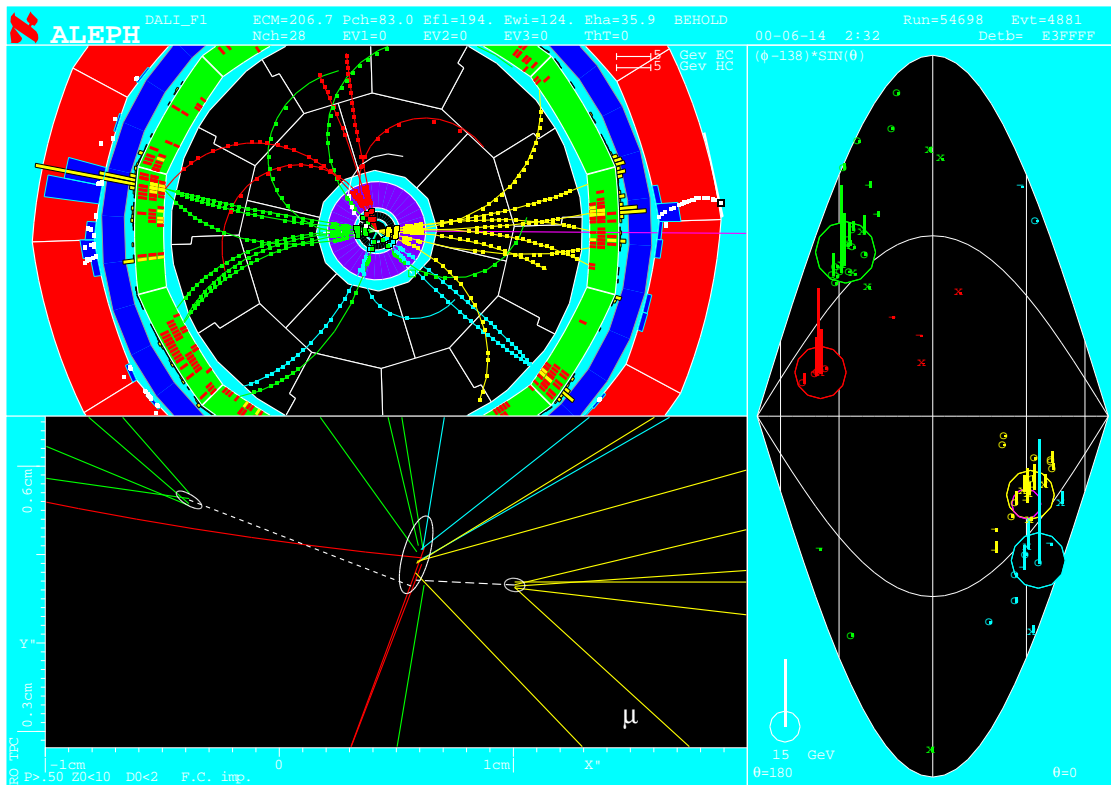 DALI_F1 ECM=206.7 Pch=83.0 Efl=194. Ewi=124. Eha=35.9 BEHOLD Run=54698 Evt=4881
ALEPH Nch=28 EV1=0 EV2=0 EV3=0 ThT=0 00-06-14 2:32 Detb= E3FFFF
5 Gev EC
5 Gev HC
(ϕ-138)*SIN(θ)
0.6cm
Y"
0.3cm
μ
15 GeV
-1cm 0 1cm X"
θ=180 θ=0
RO TPC
P>.50 Z0<10 D0<2 F.C. imp.